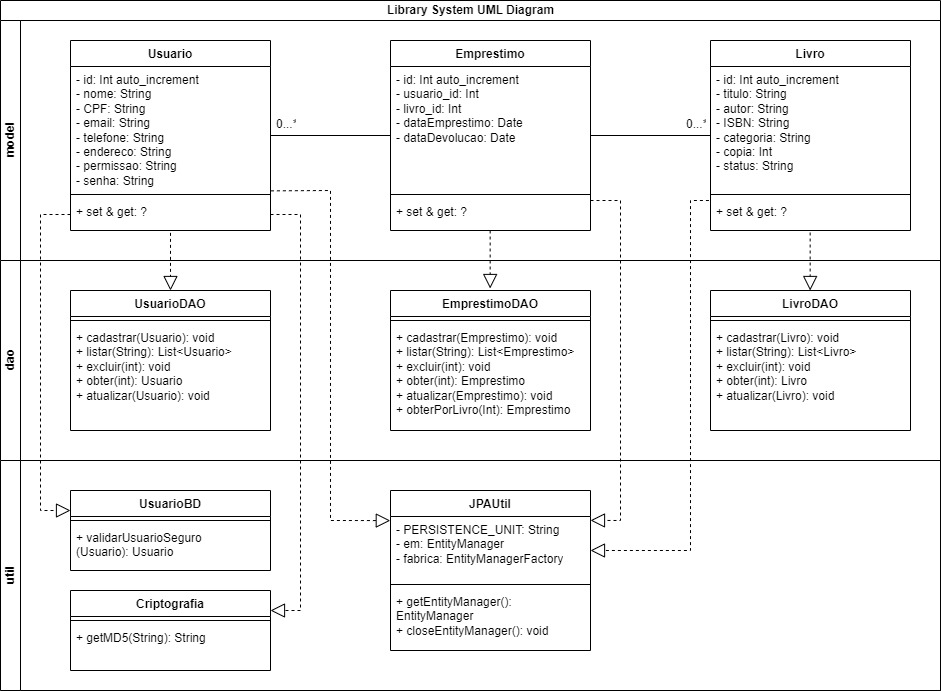 Library System UML Diagram
model
Usuario
- id: Int auto_increment
- nome: String
- CPF: String
- email: String
- telefone: String
- endereco: String
- permissao: String
- senha: String
+ set & get: ?
0...*
Emprestimo
- id: Int auto_increment
- usuario_id: Int
- livro_id: Int
- dataEmprestimo: Date
- dataDevolucao: Date
+ set & get: ?
0...*
Livro
- id: Int auto_increment
- titulo: String
- autor: String
- ISBN: String
- categoria: String
- copia: Int
- status: String
+ set & get: ?
dao
UsuarioDAO
+ cadastrar(Usuario): void
+ listar(String): List<Usuario>
+ excluir(int): void
+ obter(int): Usuario
+ atualizar(Usuario): void
EmprestimoDAO
+ cadastrar(Emprestimo): void
+ listar(String): List<Emprestimo>
+ excluir(int): void
+ obter(int): Emprestimo
+ atualizar(Emprestimo): void
+ obterPorLivro(Int): Emprestimo
LivroDAO
+ cadastrar(Livro): void
+ listar(String): List<Livro>
+ excluir(int): void
+ obter(int): Livro
+ atualizar(Livro): void
util
UsuarioBD
+ validarUsuarioSeguro
(Usuario): Usuario
Criptografia
+ getMD5(String): String
JPAUtil
- PERSISTENCE_UNIT: String
- em: EntityManager
- fabrica: EntityManagerFactory
+ getEntityManager():
EntityManager
+ closeEntityManager(): void